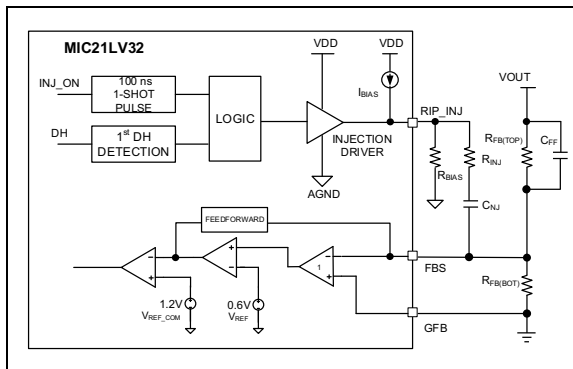 MIC21LV32
VDD
VDD
INJ_ON
100 ns
1-SHOT
PULSE
LOGIC
DH
1st DH
DETECTION
INJECTION
DRIVER
AGND
IBIAS
RIP_INJ
RBIAS
RINJ
CNJ
VOUT
RFB(TOP)
CFF
FEEDFORWARD
1
FBS
GFB
RFB(BOT)
1.2V
VREF_COM
0.6V
VREF
− + + − − +